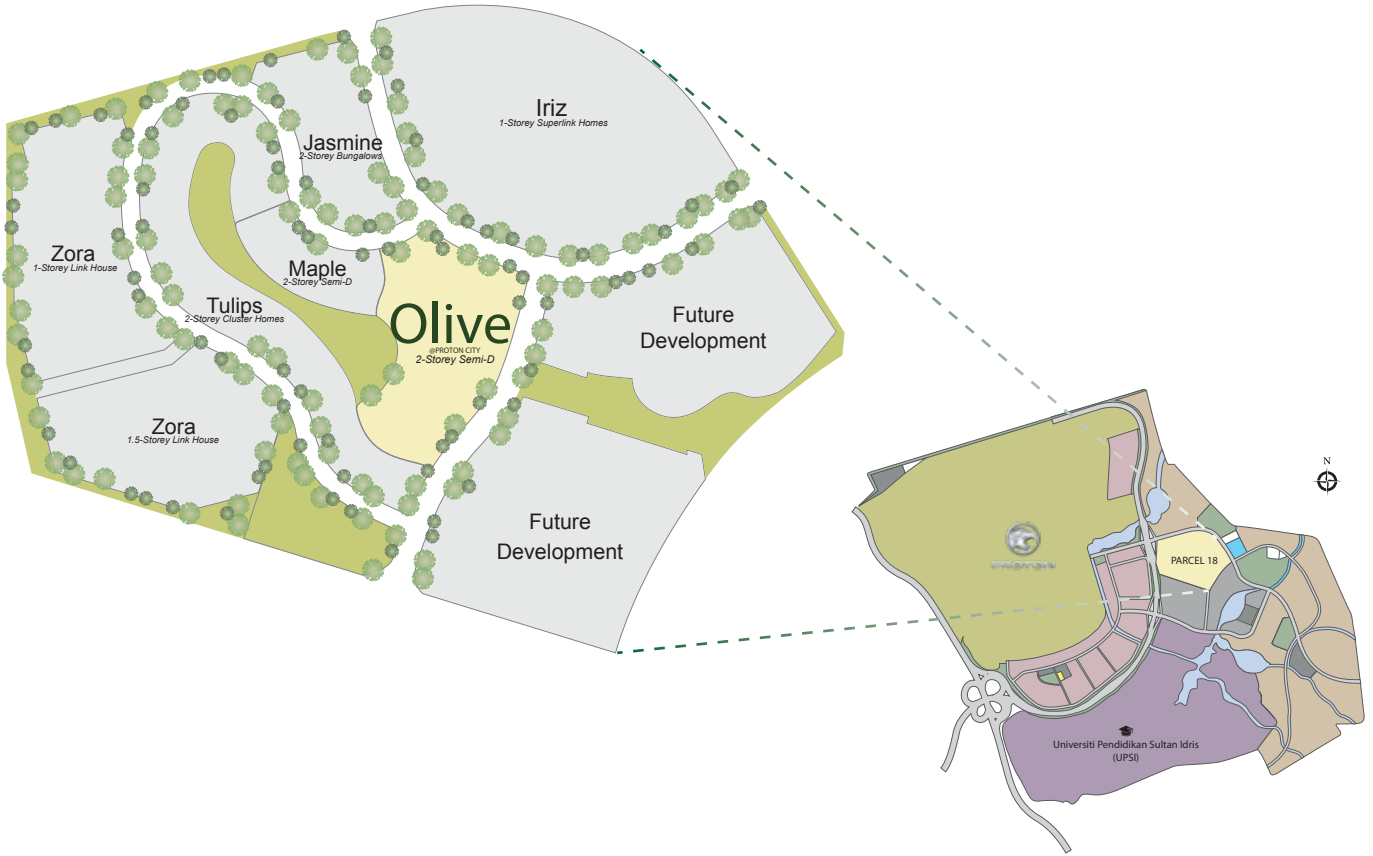 Iriz
1-Storey Superlink Homes
Jasmine
2-Storey Bungalows
Zora
1-Storey Link House
Maple
2-Storey Semi-D
Tulips
2-Storey Cluster Homes
Olive
@PROTON CITY
2-Storey Semi-D
Future
Development
Zora
1.5-Storey Link House
Future
Development
N
PROTON
PARCEL 18
Universiti Pendidikan Sultan Idris
(UPSI)